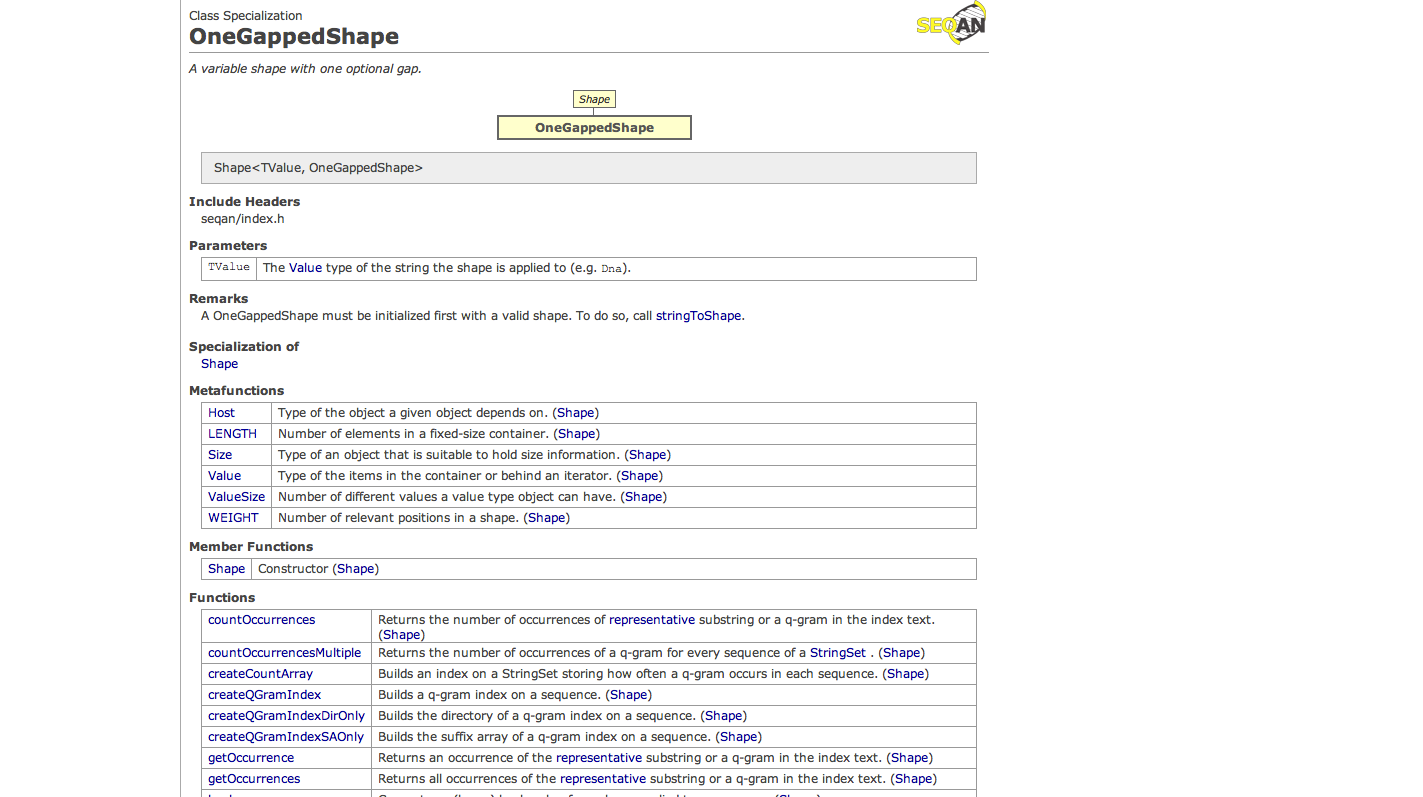 Class Specialization
OneGappedShape
SEQAN
A variable shape with one optional gap.
Shape
OneGappedShape
Shape<TValue, OneGappedShape>
Include Headers
seqan/index.h
Parameters
TValue The Value type of the string the shape is applied to (e.g. Dna).
Remarks
A OneGappedShape must be initialized first with a valid shape. To do so, call stringToShape.
Specialization of
Shape
Metafunctions
Host Type of the object a given object depends on. (Shape)
LENGTH Number of elements in a fixed-size container. (Shape)
Size Type of an object that is suitable to hold size information. (Shape)
Value Type of the items in the container or behind an iterator. (Shape)
ValueSize Number of different values a value type object can have. (Shape)
WEIGHT Number of relevant positions in a shape. (Shape)
Member Functions
Shape Constructor (Shape)
Functions
countOccurrences Returns the number of occurrences of representative substring or a q-gram in the index text.
(Shape)
countOccurrencesMultiple Returns the number of occurrences of a q-gram for every sequence of a StringSet . (Shape)
createCountArray Builds an index on a StringSet storing how often a q-gram occurs in each sequence. (Shape)
createQGramIndex Builds a q-gram index on a sequence. (Shape)
createQGramIndexDirOnly Builds the directory of a q-gram index on a sequence. (Shape)
createQGramIndexSAOnly Builds the suffix array of a q-gram index on a sequence. (Shape)
getOccurrence Returns an occurrence of the representative substring or a q-gram in the index text. (Shape)
getOccurrences Returns all occurrences of the representative substring or a q-gram in the index text. (Shape)